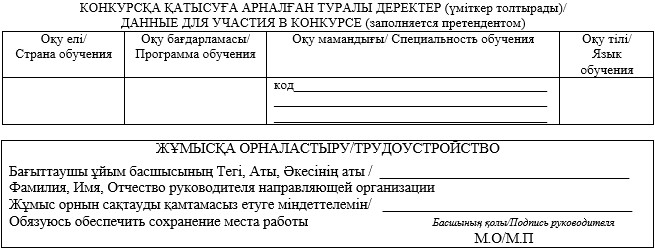 КОНКУРСҚА ҚАТЫСУҒА АРНАЛҒАН ТУРАЛЫ ДЕРЕКТЕР (үміткер толтырады)/
ДАННЫЕ ДЛЯ УЧАСТИЯ В КОНКУРСЕ (заполняется претендентом)
Оқу елі/ Страна обучения
Оқу бағдарламасы/ Программа обучения
Оқу мамандығы/ Специальность обучения
Оқу тілі/ Язык обучения
код
ЖҰМЫСҚА ОРНАЛАСТЫРУ/ТРУДОУСТРОЙСТВО
Бағыттаушы ұйым басшысының Тегі, Аты, Әкесінің аты /
Фамилия, Имя, Отчество руководителя направляющей организации
Жұмыс орнын сақтауды қамтамасыз етуге міндеттелемін/
Обязуюсь обеспечить сохранение места работы
Басшының қолы/Подпись руководителя
М.О/М.П